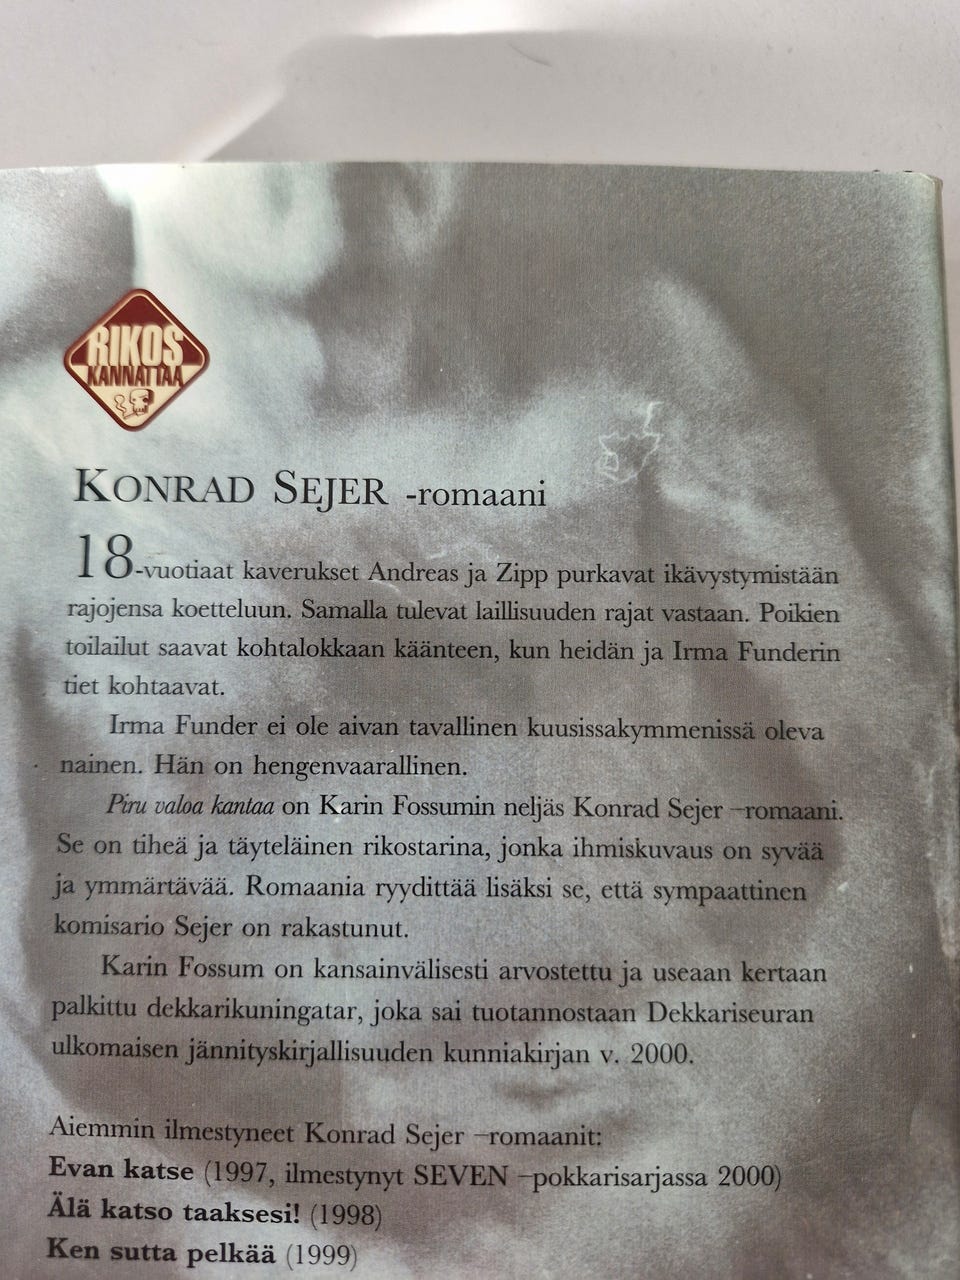 RIKOS
KANNATTAA
KONRAD SEJER -romaani
18-vuotiaat kaverukset Andreas ja Zipp purkavat ikävystymistään
rajojensa koetteluun. Samalla tulevat laillisuuden rajat vastaan. Poikien
toilailut saavat kohtalokkaan käänteen, kun heidän ja Irma Funderin
tiet kohtaavat.
Irma Funder ei ole aivan tavallinen kuusissakymmenissä oleva
nainen. Hän on hengenvaarallinen.
Piru valoa kantaa on Karin Fossumin neljäs Konrad Sejer –romaani.
Se on tiheä ja täyteläinen rikostarina, jonka ihmiskuvaus on syvää
ja ymmärtävää. Romaania ryydittää lisäksi se, että sympaattinen
komisario Sejer on rakastunut.
Karin Fossum on kansainvälisesti arvostettu ja useaan kertaan
palkittu dekkarikuningatar, joka sai tuotannostaan Dekkariseuran
ulkomaisen jännityskirjallisuuden kunniakirjan v. 2000.
Aiemmin ilmestyneet Konrad Sejer –romaanit:
Evan katse (1997, ilmestynyt SEVEN –pokkarisarjassa 2000)
Älä katso taaksesi! (1998)
Ken sutta pelkää (1999)